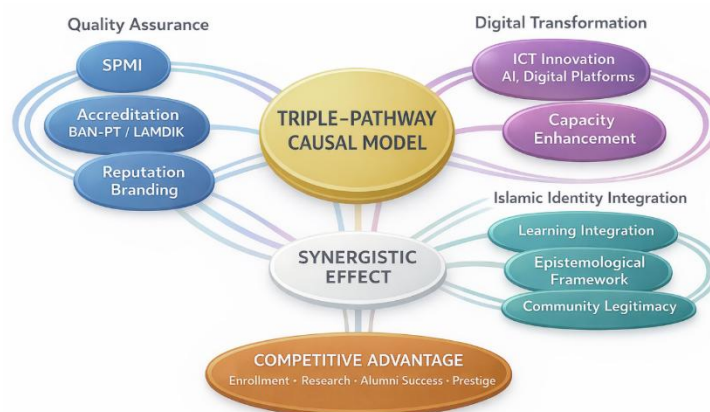 Quality Assurance
SPMI
Accreditation
BAN-PT / LAMDIK
Reputation
Branding
TRIPLE-PATHWAY
CAUSAL MODEL
Digital Transformation
ICT Innovation
AI, Digital Platforms
Capacity
Enhancement
Islamic Identity Integration
Learning Integration
Epistemological
Framework
Community Legitimacy
SYNERGISTIC
EFFECT
COMPETITIVE ADVANTAGE
Enrollment · Research · Alumni Success · Prestige